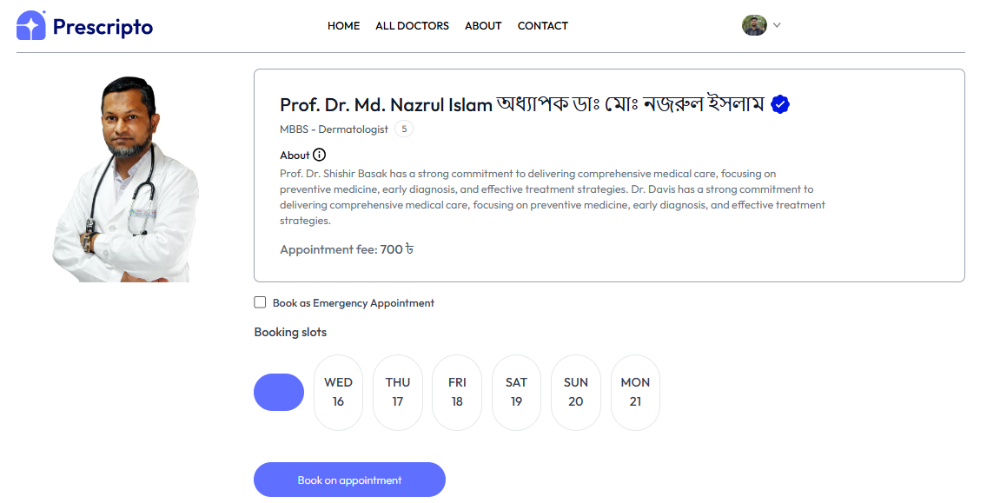 Prescripto
HOME ALL DOCTORS ABOUT CONTACT
Prof. Dr. Md. Nazrul Islam অধ্যাপক ডাঃ মোঃ নজরুল ইসলাম
MBBS - Dermatologist 5
About
Prof. Dr. Shishir Basak has a strong commitment to delivering comprehensive medical care, focusing on
preventive medicine, early diagnosis, and effective treatment strategies. Dr. Davis has a strong commitment to
delivering comprehensive medical care, focusing on preventive medicine, early diagnosis, and effective treatment
strategies.
Appointment fee: 700 ৳
Book as Emergency Appointment
Booking slots
WED THU FRI SAT SUN MON
16 17 18 19 20 21
Book on appointment